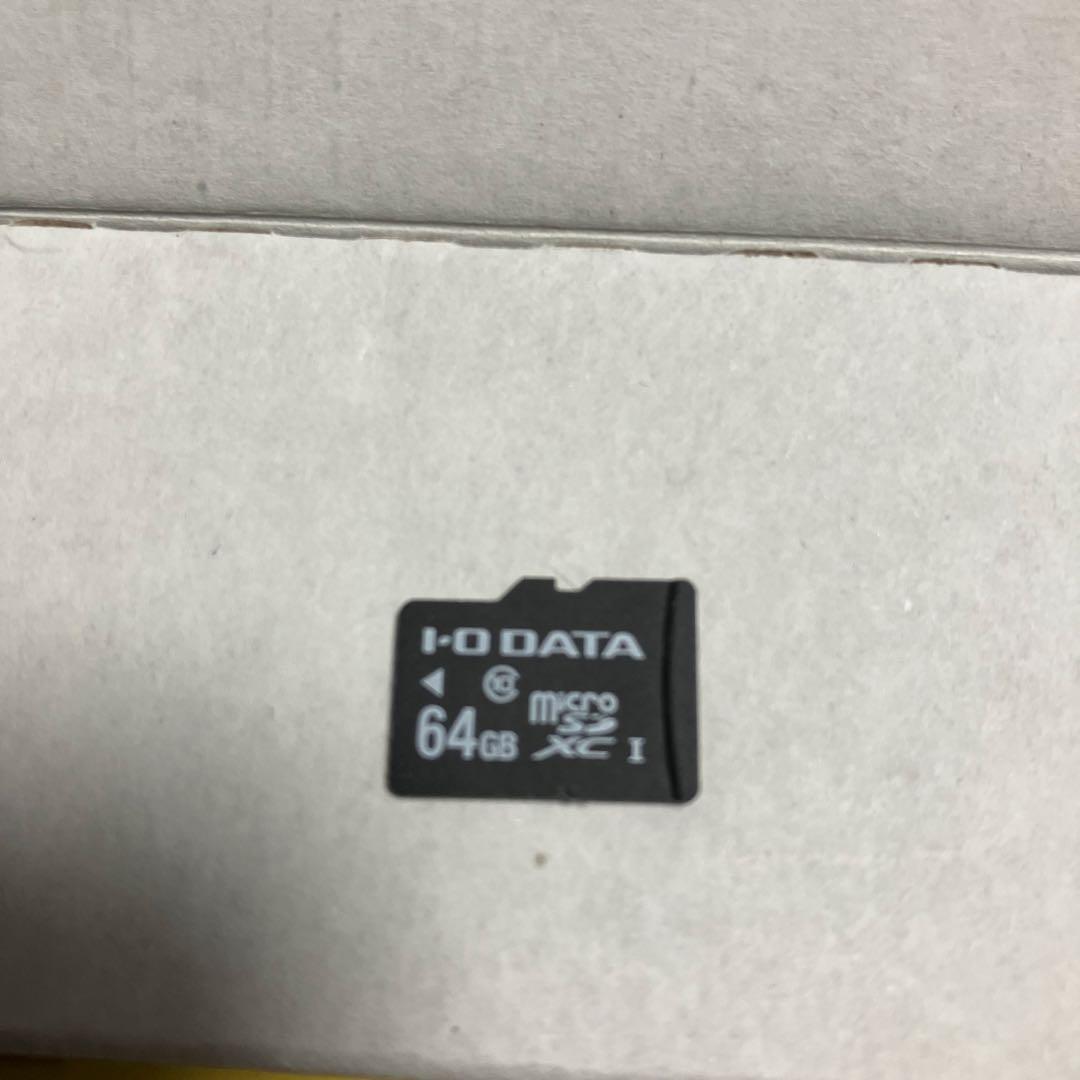 I-O DATA
10
micro
SD
64GB XC I